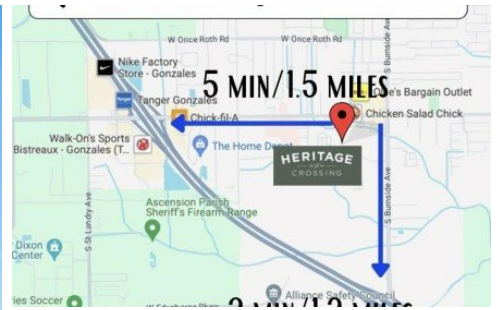 W Orice Roth Rd
W Orice Roth Rd
S Burnside Ave
Nike Factory
Store - Gonzales
5 MIN/1.5 MILES
Bargain Outlet
Tanger Gonzales
Chick-fil-A
Chicken Salad Chick
Walk-On's Sports
Bistreaux - Gonzales (T...
The Home Depot
HERITAGE
CROSSING
S St Landry Ave
S Burnside Ave
Ascension Parish
Sheriff's Firearm Range
Dixon
Center
Alliance Safety Council
Soccer